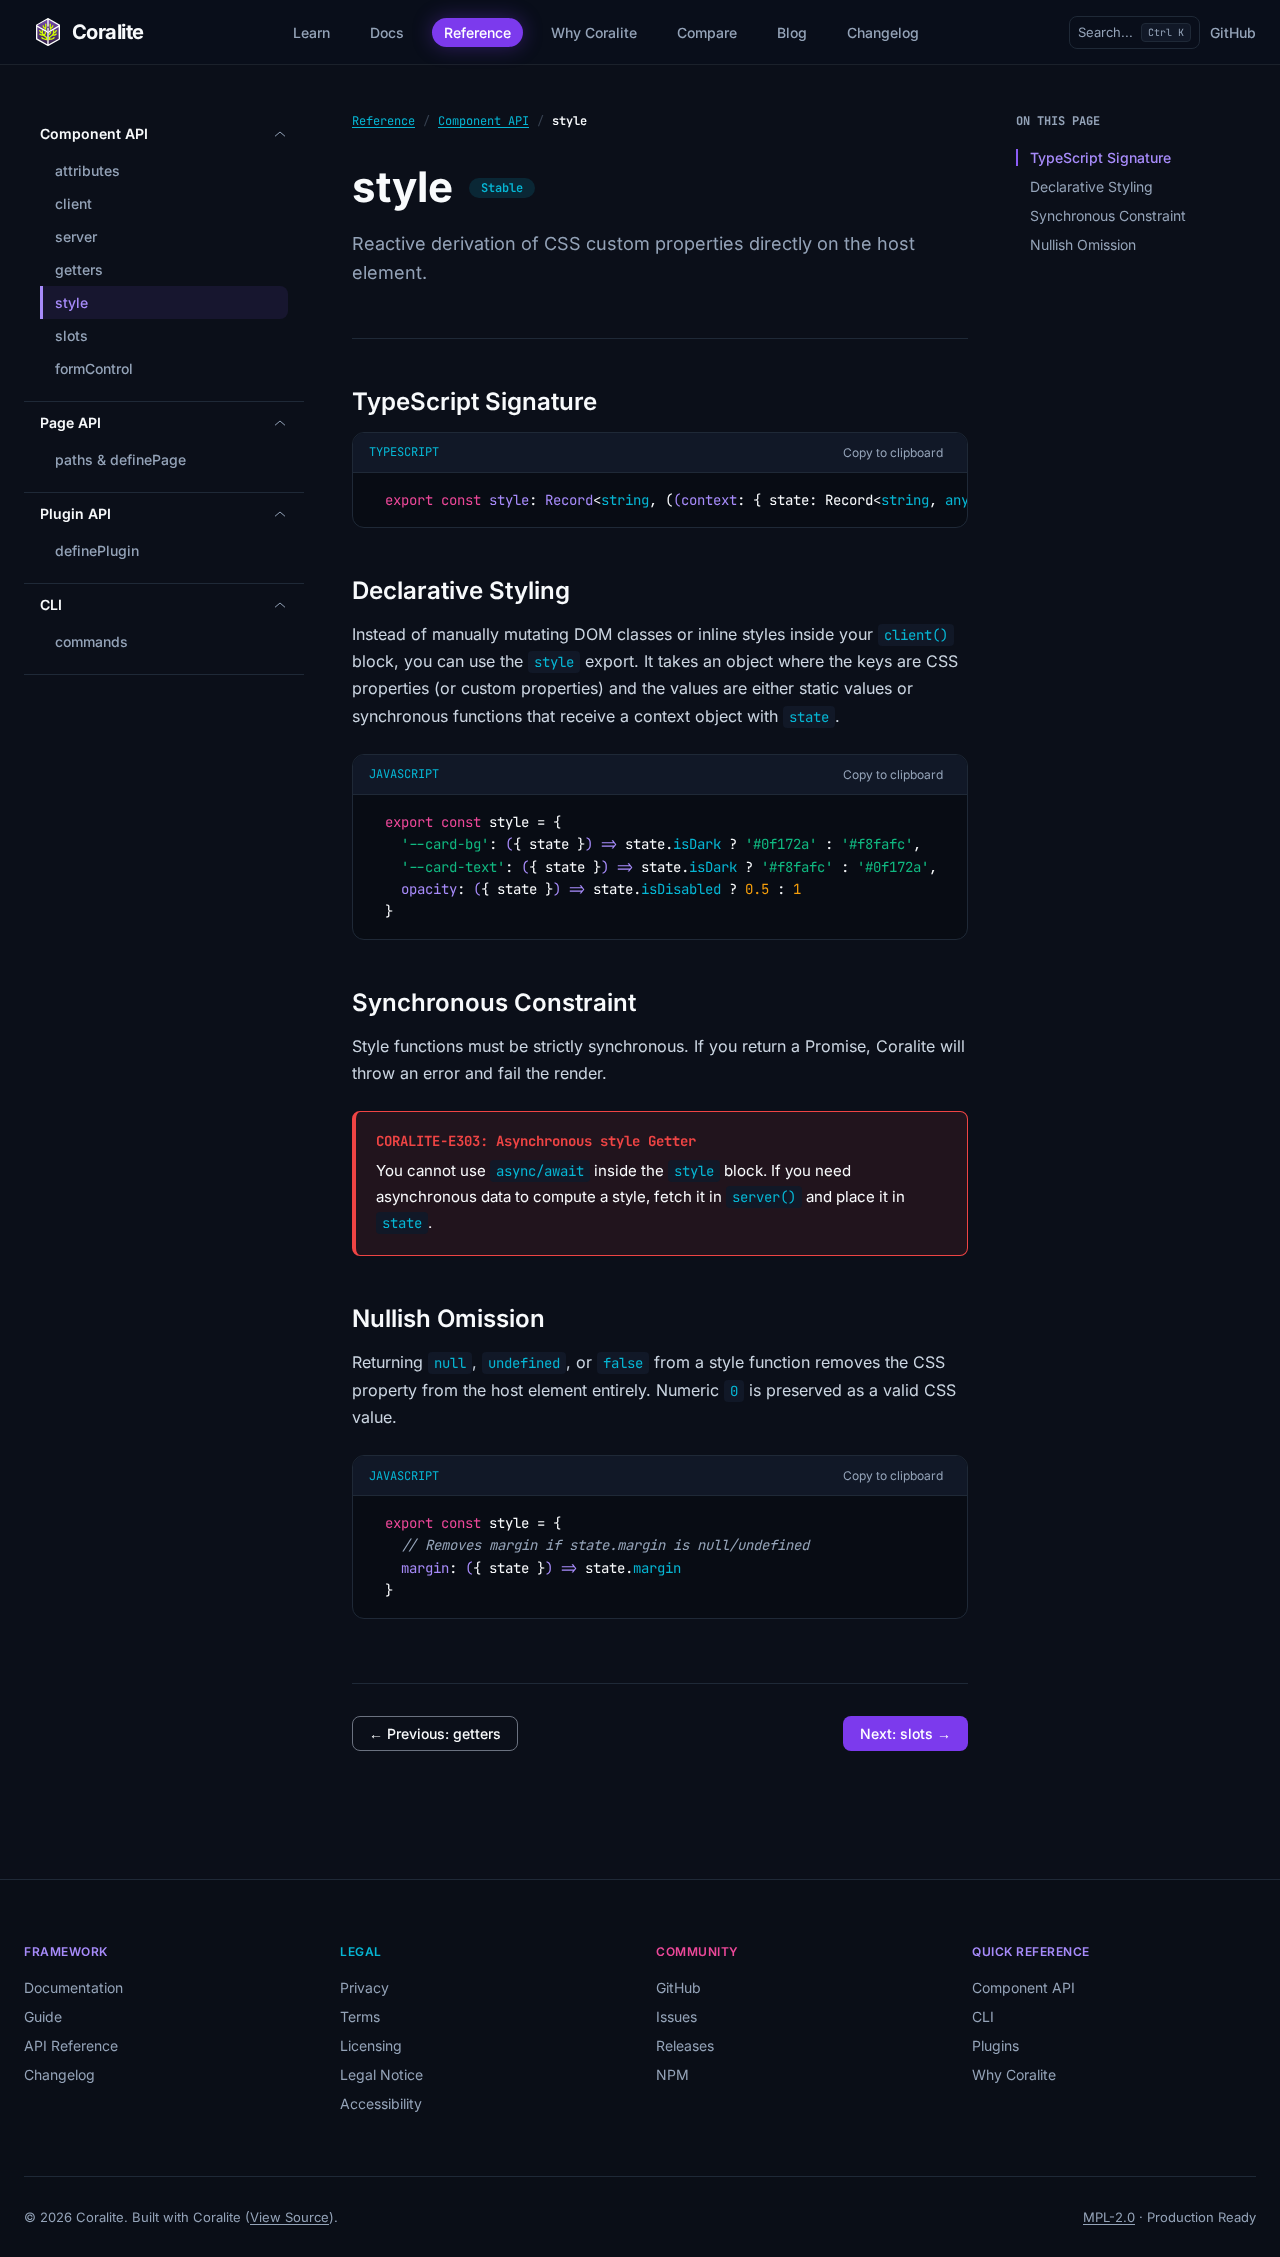 Coralite
Learn
Docs
Reference
Why Coralite
Compare
Blog
Changelog
Search...
Ctrl K
GitHub
Component API
attributes
client
server
getters
style
slots
formControl
Page API
paths & definePage
Plugin API
definePlugin
CLI
commands
Reference / Component API / style
style
Stable
Reactive derivation of CSS custom properties directly on the host
element.
TypeScript Signature
TYPESCRIPT
Copy to clipboard
export const style: Record<string, ((context: { state: Record<string, any
Declarative Styling
Instead of manually mutating DOM classes or inline styles inside your client()
block, you can use the style export. It takes an object where the keys are CSS
properties (or custom properties) and the values are either static values or
synchronous functions that receive a context object with state.
JAVASCRIPT
Copy to clipboard
export const style = {
  '--card-bg': ({ state }) => state.isDark ? '#0f172a' : '#f8fafc',
  '--card-text': ({ state }) => state.isDark ? '#f8fafc' : '#0f172a',
  opacity: ({ state }) => state.isDisabled ? 0.5 : 1
}
Synchronous Constraint
Style functions must be strictly synchronous. If you return a Promise, Coralite will
throw an error and fail the render.
CORALITE-E303: Asynchronous style Getter
You cannot use async/await inside the style block. If you need
asynchronous data to compute a style, fetch it in server() and place it in
state.
Nullish Omission
Returning null, undefined, or false from a style function removes the CSS
property from the host element entirely. Numeric 0 is preserved as a valid CSS
value.
JAVASCRIPT
Copy to clipboard
export const style = {
  // Removes margin if state.margin is null/undefined
  margin: ({ state }) => state.margin
}
← Previous: getters
Next: slots →
ON THIS PAGE
TypeScript Signature
Declarative Styling
Synchronous Constraint
Nullish Omission
FRAMEWORK
Documentation
Guide
API Reference
Changelog
LEGAL
Privacy
Terms
Licensing
Legal Notice
Accessibility
COMMUNITY
GitHub
Issues
Releases
NPM
QUICK REFERENCE
Component API
CLI
Plugins
Why Coralite
© 2026 Coralite. Built with Coralite (View Source).
MPL-2.0 · Production Ready